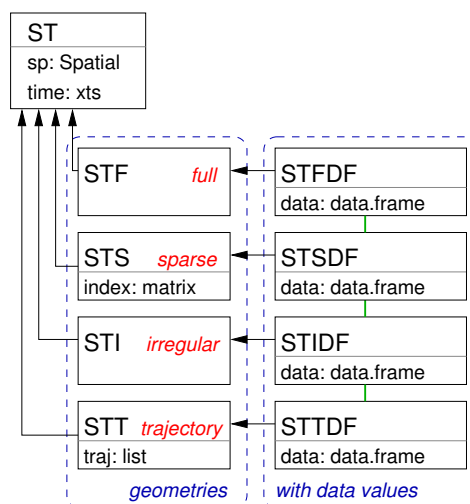 ST
sp: Spatial
time: xts
STF full
STFDF
data: data.frame
STS sparse
index: matrix
STSDF
data: data.frame
STI irregular
STIDF
data: data.frame
STT trajectory
traj: list
STTDF
data: data.frame
geometries
with data values